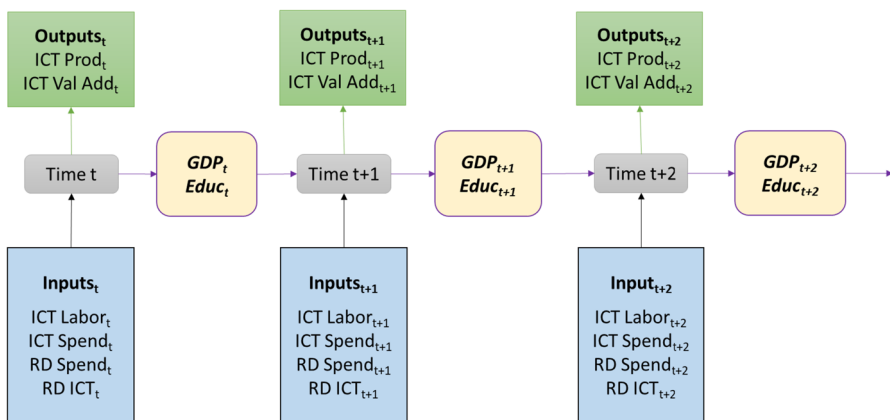 Outputs_t
ICT Prod_t
ICT Val Add_t
Outputs_t+1
ICT Prod_t+1
ICT Val Add_t+1
Outputs_t+2
ICT Prod_t+2
ICT Val Add_t+2
Time t
GDP_t
Educ_t
Time t+1
GDP_t+1
Educ_t+1
Time t+2
GDP_t+2
Educ_t+2
Inputs_t
ICT Labor_t
ICT Spend_t
RD Spend_t
RD ICT_t
Inputs_t+1
ICT Labor_t+1
ICT Spend_t+1
RD Spend_t+1
RD ICT_t+1
Input_t+2
ICT Labor_t+2
ICT Spend_t+2
RD Spend_t+2
RD ICT_t+2